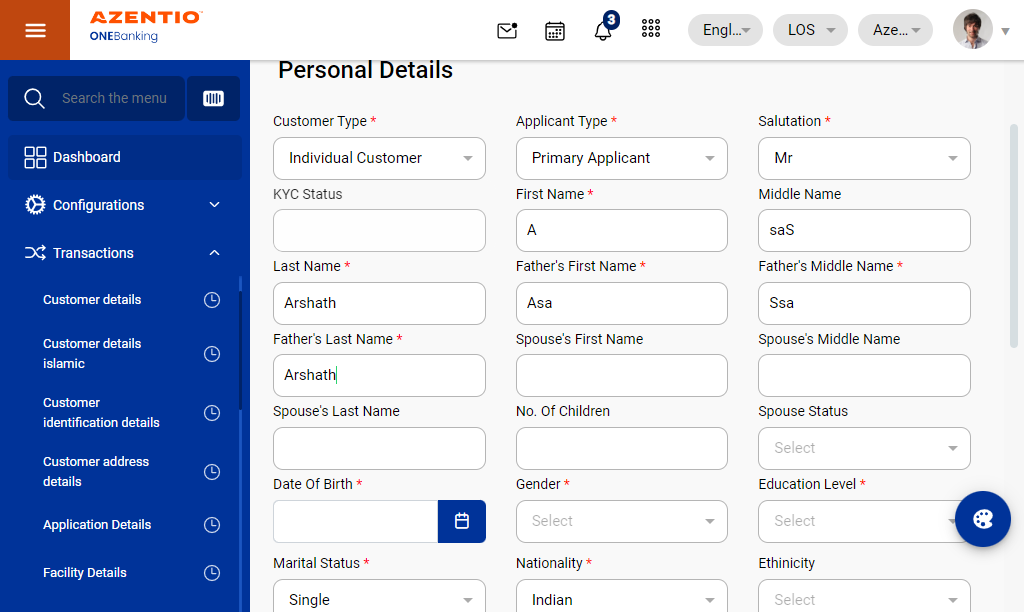 AZENTIO
ONEBanking
3
Engl...
LOS
Aze...
Search the menu
Dashboard
Configurations
Transactions
Customer details
Customer details
islamic
Customer
identification details
Customer address
details
Application Details
Facility Details
Personal Details
Customer Type *
Applicant Type *
Salutation *
Individual Customer
Primary Applicant
Mr
KYC Status
First Name *
Middle Name
A
saS
Last Name *
Father's First Name *
Father's Middle Name *
Arshath
Asa
Ssa
Father's Last Name *
Spouse's First Name
Spouse's Middle Name
Arshath
Spouse's Last Name
No. Of Children
Spouse Status
Select
Date Of Birth *
Gender *
Education Level *
Select
Select
Marital Status *
Nationality *
Ethinicity
Single
Indian
Select